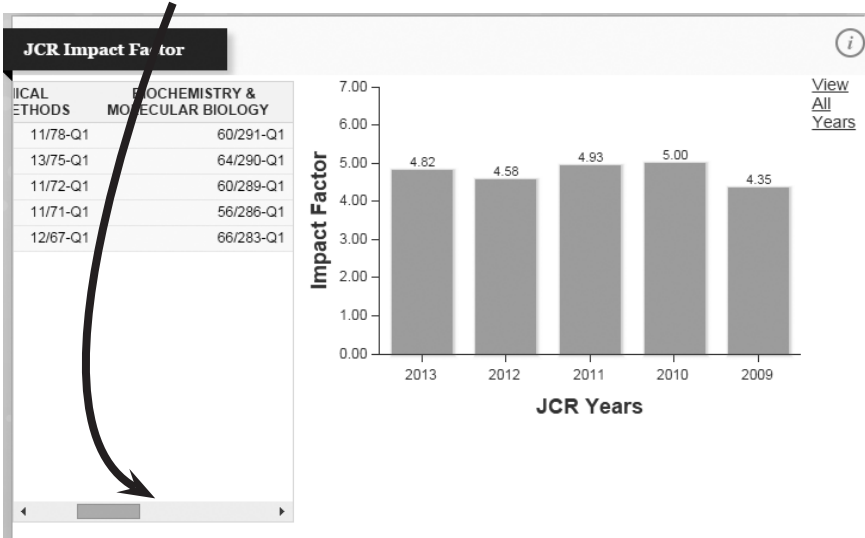 JCR Impact Factor
i
ICAL
ETHODS
BIOCHEMISTRY &
MOLECULAR BIOLOGY
11/78-Q1 60/291-Q1
13/75-Q1 64/290-Q1
11/72-Q1 60/289-Q1
11/71-Q1 56/286-Q1
12/67-Q1 66/283-Q1
Impact Factor
7.00
6.00
5.00
4.00
3.00
2.00
1.00
0.00
4.82
4.58
4.93
5.00
4.35
2013 2012 2011 2010 2009
JCR Years
View
All
Years